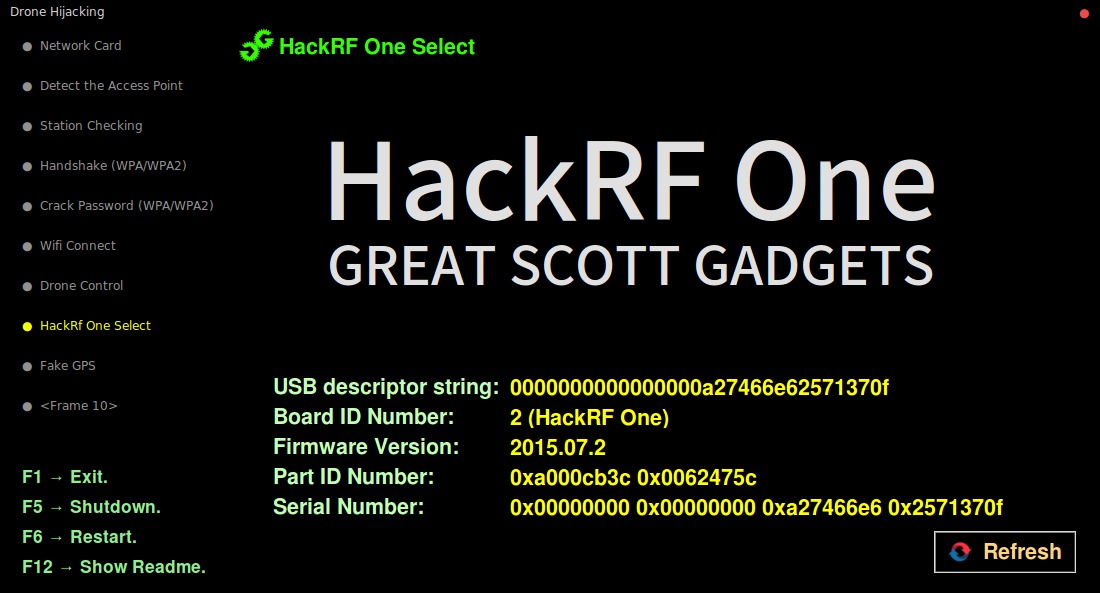 Drone Hijacking
Network Card
Detect the Access Point
Station Checking
Handshake (WPA/WPA2)
Crack Password (WPA/WPA2)
Wifi Connect
Drone Control
HackRf One Select
Fake GPS
<Frame 10>
F1 → Exit.
F5 → Shutdown.
F6 → Restart.
F12 → Show Readme.
HackRF One Select
HackRF One
GREAT SCOTT GADGETS
USB descriptor string: 0000000000000000a27466e62571370f
Board ID Number: 2 (HackRF One)
Firmware Version: 2015.07.2
Part ID Number: 0xa000cb3c 0x0062475c
Serial Number: 0x00000000 0x00000000 0xa27466e6 0x2571370f
Refresh